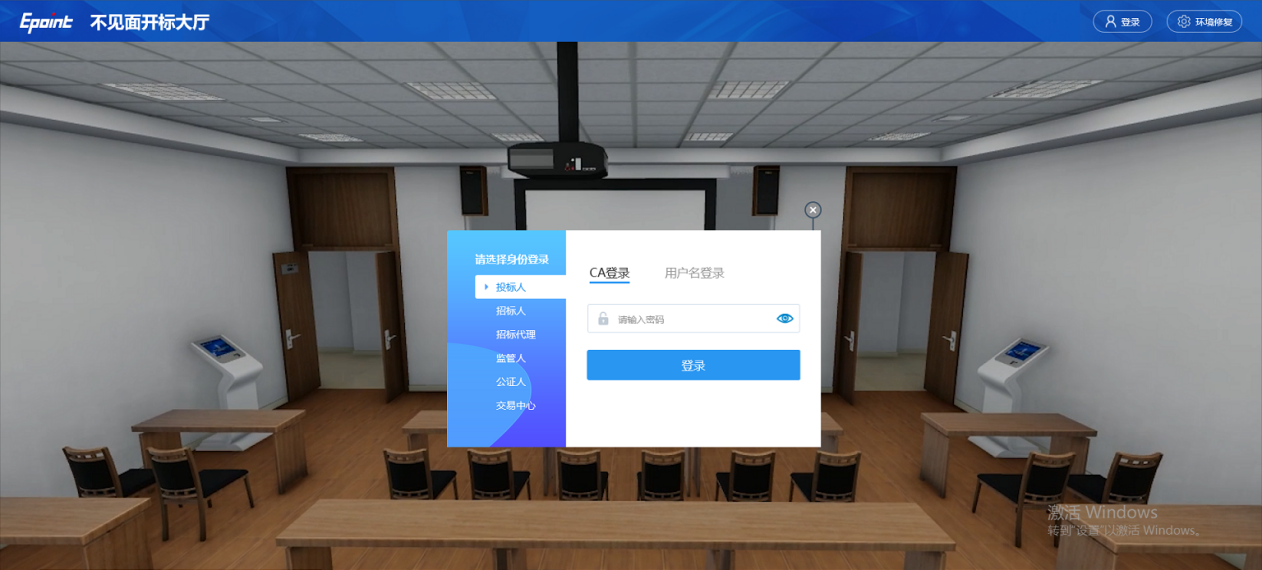 Epoint 不见面开标大厅
登录
环境修复
请选择身份登录
投标人
招标人
招标代理
监管人
公证人
交易中心
CA登录
用户名登录
请输入密码
登录
激活 Windows
转到"设置"以激活 Windows。